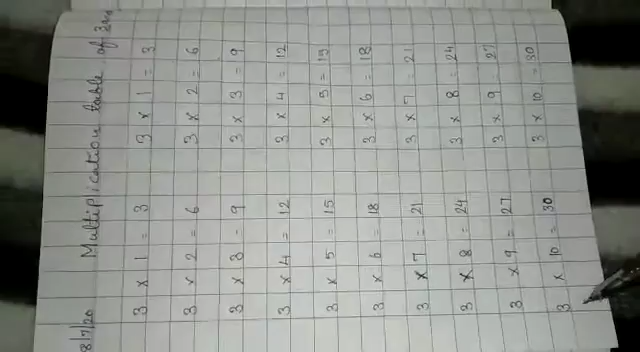 8/7/20 Multiplication table of
3 × 1 = 3 3 × 1 = 3
3 × 2 = 6 3 × 2 = 6
3 × 3 = 9 3 × 3 = 9
3 × 4 = 12 3 × 4 = 12
3 × 5 = 15 3 × 5 = 15
3 × 6 = 18 3 × 6 = 18
3 × 7 = 21 3 × 7 = 21
3 × 8 = 24 3 × 8 = 24
3 × 9 = 27 3 × 9 = 27
3 × 10 = 30 3 × 10 = 30